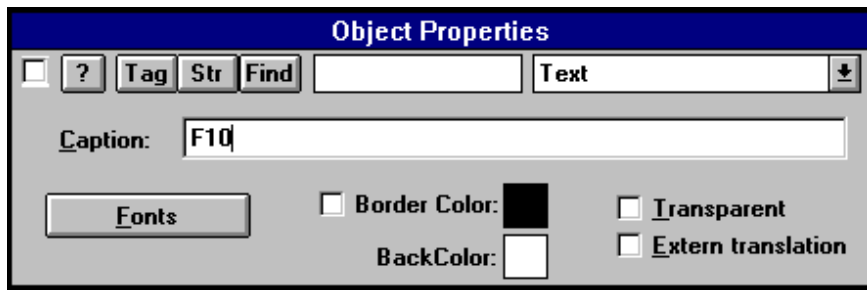 Object Properties
? Tag Str Find Text
Caption: F10
Fonts Border Color: Transparent
BackColor: Extern translation